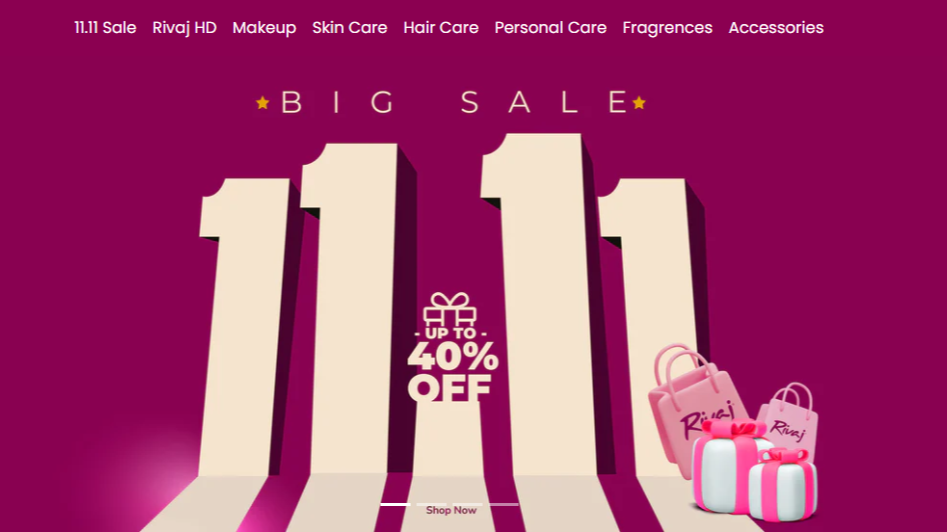 11.11 Sale Rivaj HD Makeup Skin Care Hair Care Personal Care Fragrences Accessories
BIG SALE
11.11
- UP TO -
40%
OFF
Rivaj
Rivaj
Shop Now